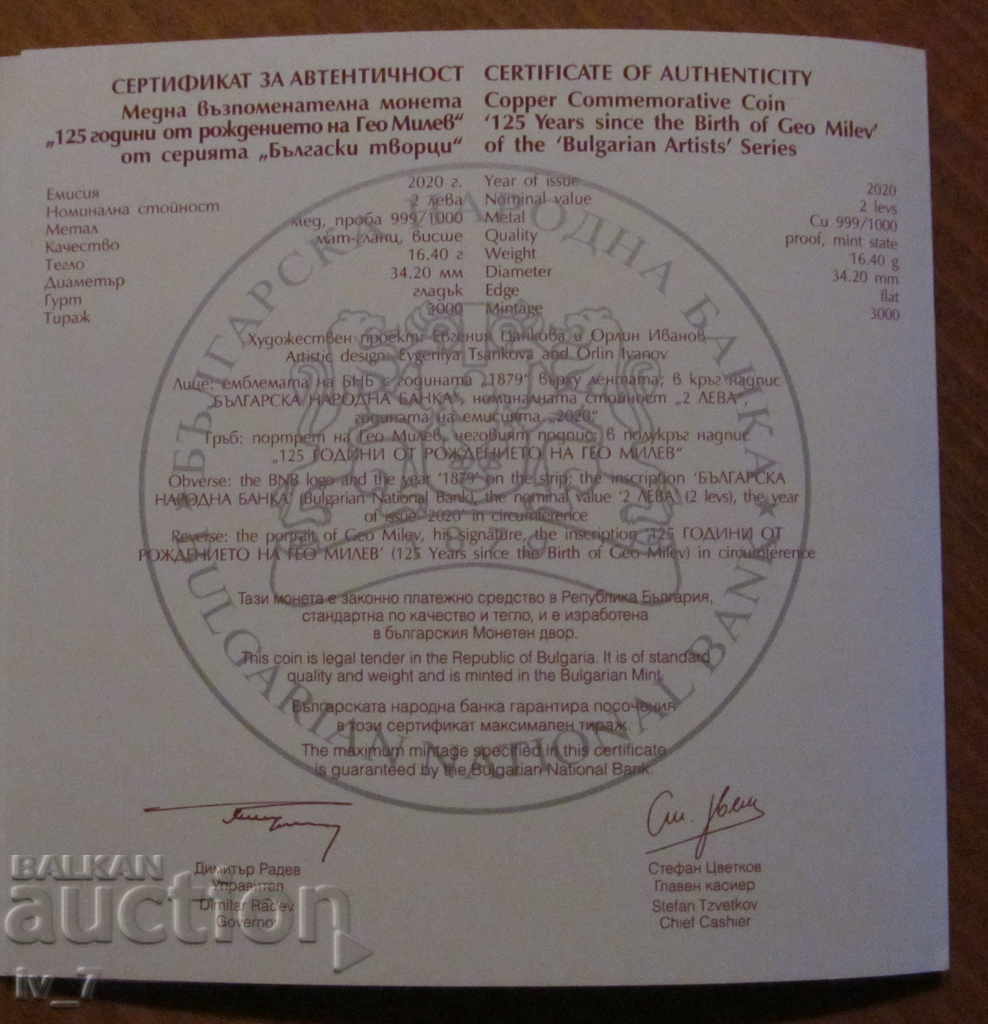 СЕРТИФИКАТ ЗА АВТЕНТИЧНОСТ
Медна възпоменателна монета
„125 години от рождението на Гео Милев“
от серията „Бългаски творци“
Емисия 2020 г.
Номинална стойност 2 лева
Метал мед, проба 999/1000
Качество мат-гланц, висше
Тегло 16.40 г
Диаметър 34.20 мм
Гурт гладък
Тираж 3000
CERTIFICATE OF AUTHENTICITY
Copper Commemorative Coin
‘125 Years since the Birth of Geo Milev’
of the ‘Bulgarian Artists’ Series
Year of issue 2020
Nominal value 2 levs
Metal Cu 999/1000
Quality proof, mint state
Weight 16.40 g
Diameter 34.20 mm
Edge flat
Mintage 3000
Художествен проект: Евгения Цанкова и Орлин Иванов
Artistic design: Evgeniya Tsankova and Orlin Ivanov
Лице: емблемата на БНБ с годината „1879“ върху лентата; в кръг надпис
„БЪЛГАРСКА НАРОДНА БАНКА“, номиналната стойност „2 ЛЕВА“,
годината на емисията „2020“
Гръб: портрет на Гео Милев, неговият подпис; в полукръг надпис
„125 ГОДИНИ ОТ РОЖДЕНИЕТО НА ГЕО МИЛЕВ“
Obverse: the BNB logo and the year ‘1879’ on the strip; the inscription ‘БЪЛГАРСКА
НАРОДНА БАНКА’ (Bulgarian National Bank), the nominal value ‘2 ЛЕВА’ (2 levs), the year
of issue ‘2020’ in circumference
Reverse: the portrait of Geo Milev, his signature, the inscription ‘125 ГОДИНИ ОТ
РОЖДЕНИЕТО НА ГЕО МИЛЕВ’ (125 Years since the Birth of Geo Milev) in circumference
Тази монета е законно платежно средство в Република България,
стандартна по качество и тегло, и е изработена
в българския Монетен двор.
This coin is legal tender in the Republic of Bulgaria. It is of standard
quality and weight and is minted in the Bulgarian Mint.
Българската народна банка гарантира посочения
в този сертификат максимален тираж.
The maximum mintage specified in this certificate
is guaranteed by the Bulgarian National Bank.
БЪЛГАРСКА НАРОДНА БАНКА
BULGARIAN NATIONAL BANK
1879
Димитър Радев
Управител
Dimitar Radev
Governor
Стефан Цветков
Главен касиер
Stefan Tzvetkov
Chief Cashier
BALKAN
auction
iv_7